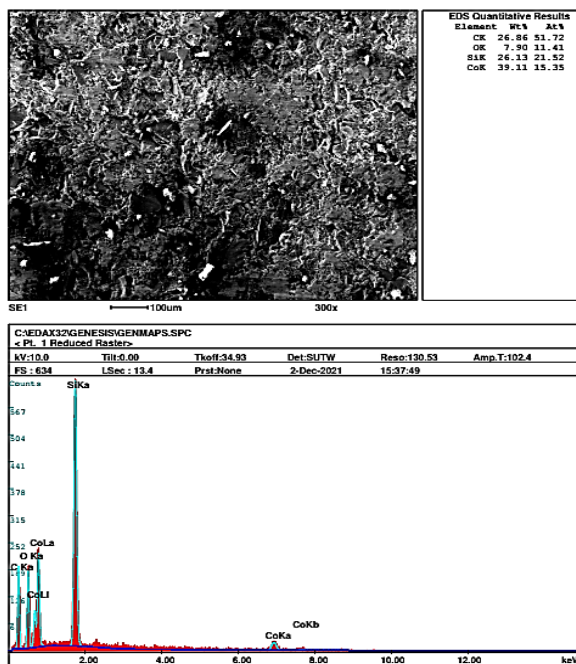 EDS Quantitative Results
Element Wt% At%
CK 26.86 51.72
OK 7.90 11.41
SiK 26.13 21.52
CoK 39.11 15.35
SE1 100um 300x
C:\EDAX32\GENESIS\GENMAPS.SPC
< Pt. 1 Reduced Raster>
kV:10.0 Tilt:0.00 Tkoff:34.93 Det:SUTW Reso:130.53 Amp.T:102.4
FS : 634 LSec : 13.4 Prst:None 2-Dec-2021 15:37:49
Counts
SiKa
567
504
441
378
315
252
CoLa
O Ka
C Ka
CoLl
CoKb
CoKa
2.00 4.00 6.00 8.00 10.00 12.00 keV